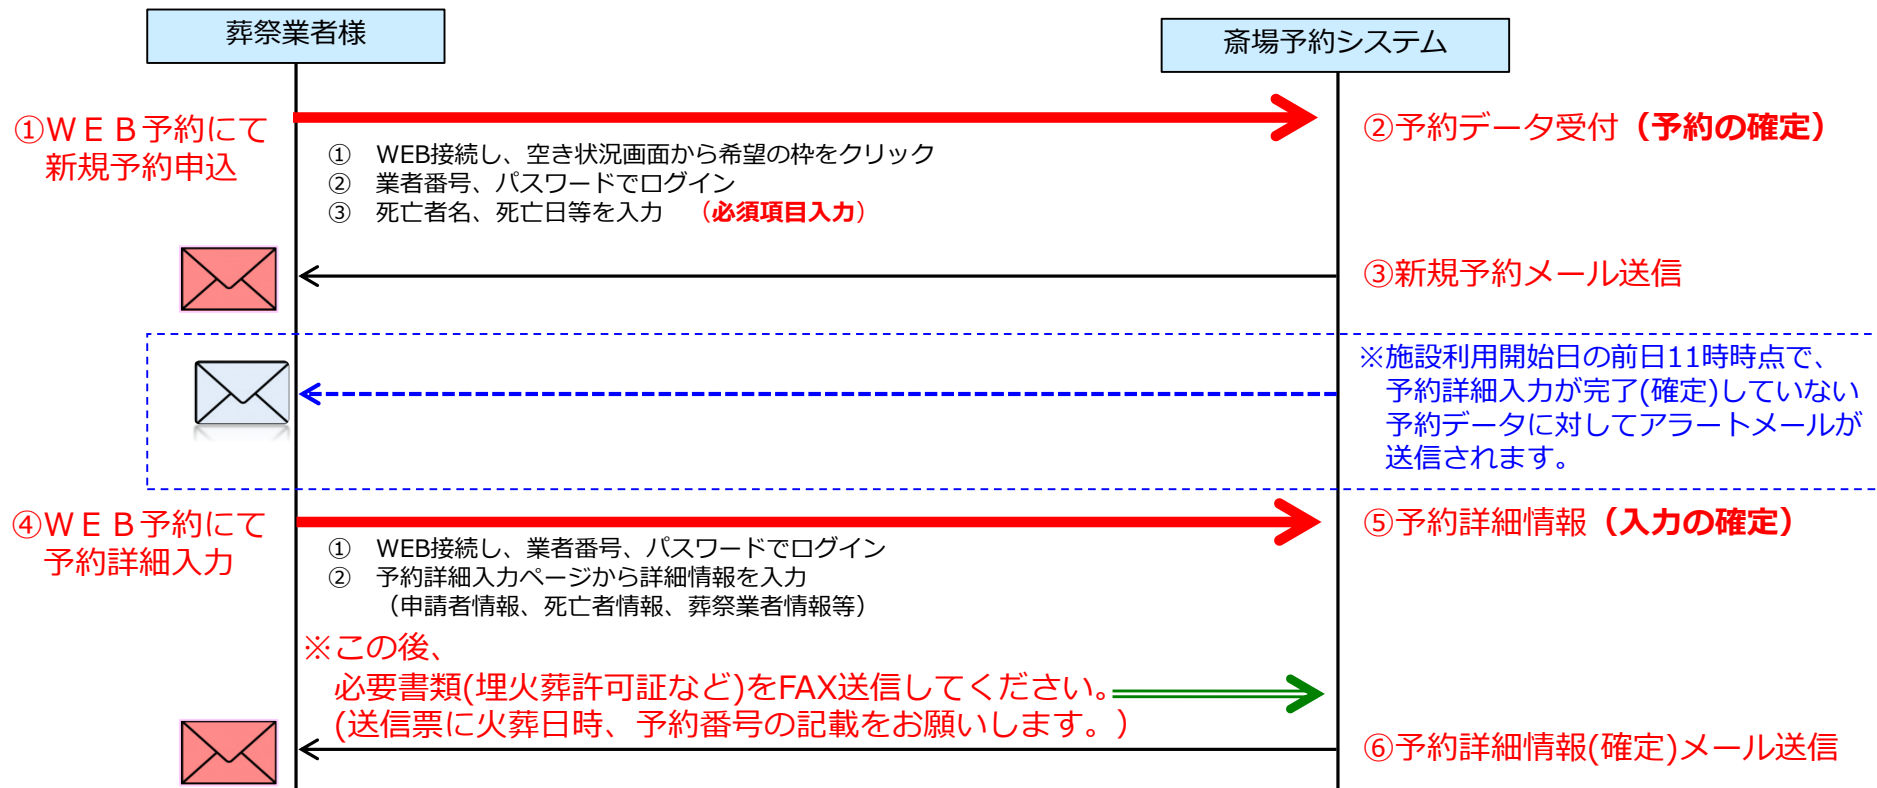 葬祭業者様
斎場予約システム
①ＷＥＢ予約にて
新規予約申込
②予約データ受付（予約の確定）
① WEB接続し、空き状況画面から希望の枠をクリック
② 業者番号、パスワードでログイン
③ 死亡者名、死亡日等を入力 （必須項目入力）
③新規予約メール送信
※施設利用開始日の前日11時時点で、
予約詳細入力が完了(確定)していない
予約データに対してアラートメールが
送信されます。
④ＷＥＢ予約にて
予約詳細入力
⑤予約詳細情報（入力の確定）
① WEB接続し、業者番号、パスワードでログイン
② 予約詳細入力ページから詳細情報を入力
（申請者情報、死亡者情報、葬祭業者情報等）
※この後、
必要書類(埋火葬許可証など)をFAX送信してください。
(送信票に火葬日時、予約番号の記載をお願いします。）
⑥予約詳細情報(確定)メール送信